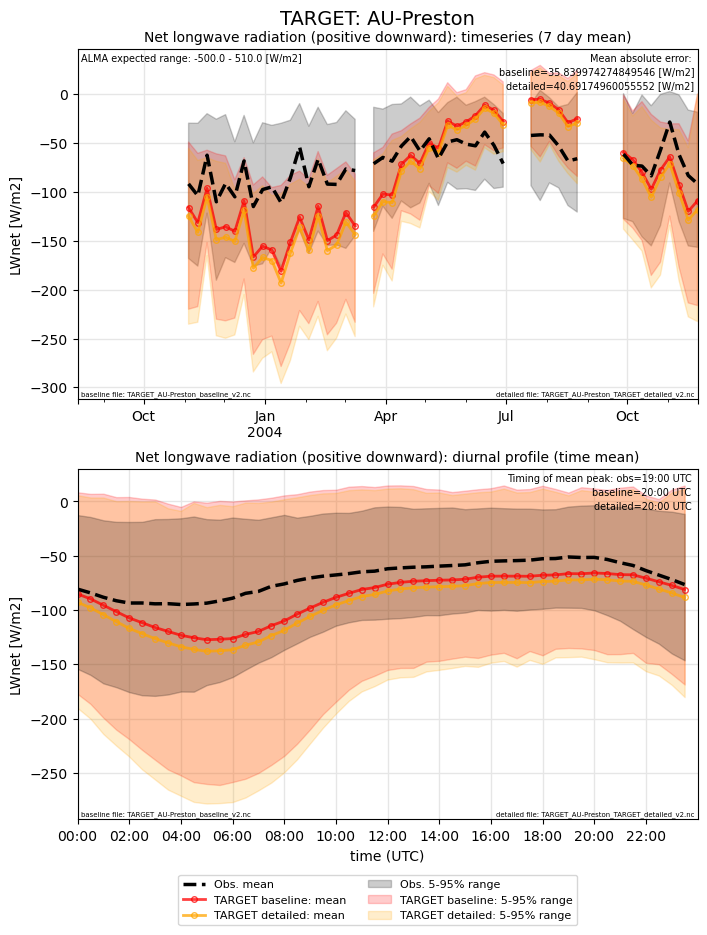 TARGET: AU-Preston
Net longwave radiation (positive downward): timeseries (7 day mean)
ALMA expected range: -500.0 - 510.0 [W/m2]
Mean absolute error:
baseline=35.839974274849546 [W/m2]
detailed=40.69174960055552 [W/m2]
0
−50
−100
−150
−200
−250
−300
LWnet [W/m2]
baseline file: TARGET_AU-Preston_baseline_v2.nc
detailed file: TARGET_AU-Preston_TARGET_detailed_v2.nc
Oct Jan Apr Jul Oct
2004
Net longwave radiation (positive downward): diurnal profile (time mean)
Timing of mean peak: obs=19:00 UTC
baseline=20:00 UTC
detailed=20:00 UTC
0
−50
−100
−150
−200
−250
LWnet [W/m2]
baseline file: TARGET_AU-Preston_baseline_v2.nc
detailed file: TARGET_AU-Preston_TARGET_detailed_v2.nc
00:00 02:00 04:00 06:00 08:00 10:00 12:00 14:00 16:00 18:00 20:00 22:00
time (UTC)
Obs. mean
TARGET baseline: mean
TARGET detailed: mean
Obs. 5-95% range
TARGET baseline: 5-95% range
TARGET detailed: 5-95% range